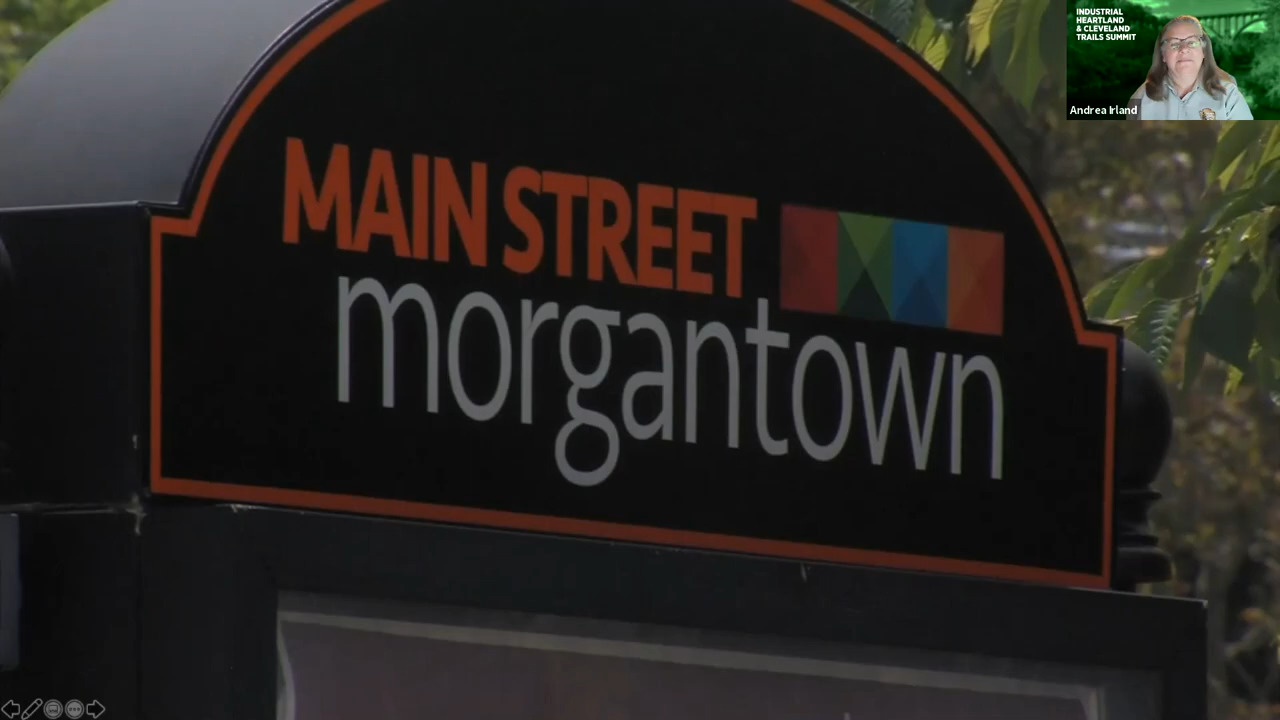 MAIN STREET
morgantown
INDUSTRIAL
HEARTLAND
& CLEVELAND
TRAILS SUMMIT
Andrea Irland